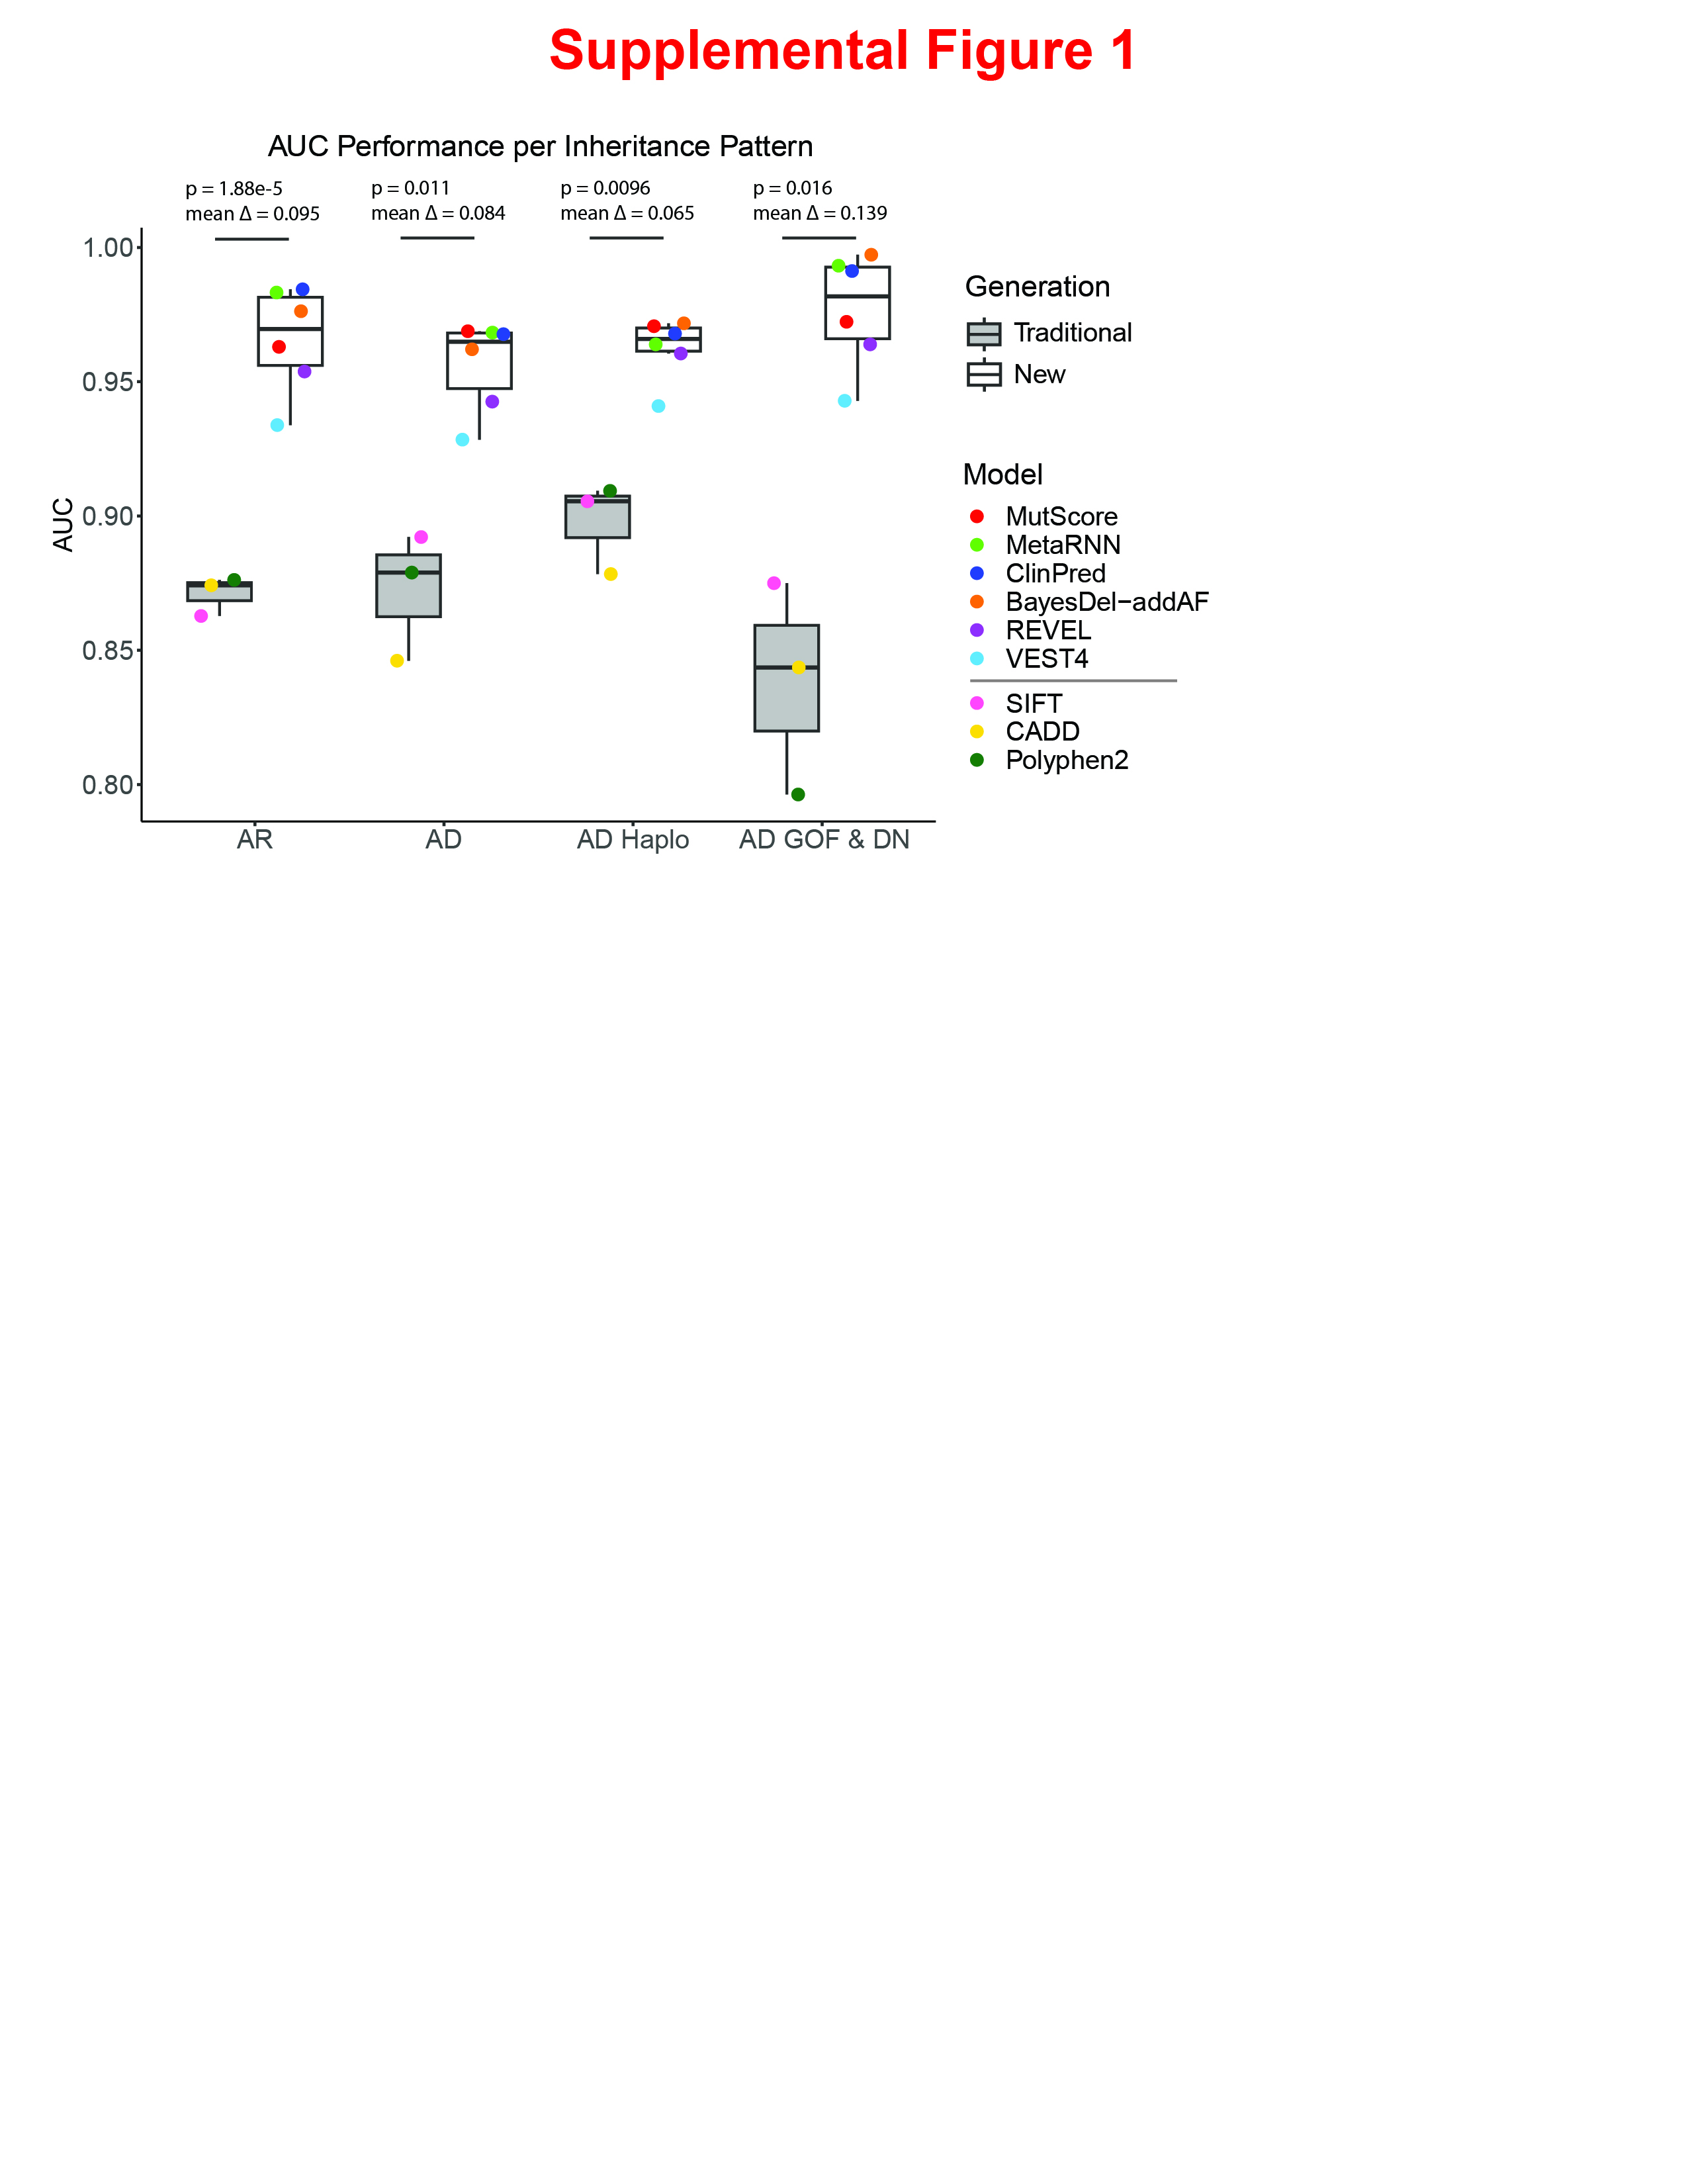 Supplemental Figure 1
AUC Performance per Inheritance Pattern
p = 1.88e-5
mean Δ = 0.095
p = 0.011
mean Δ = 0.084
p = 0.0096
mean Δ = 0.065
p = 0.016
mean Δ = 0.139
AUC
1.00
0.95
0.90
0.85
0.80
AR
AD
AD Haplo
AD GOF & DN
Generation
Traditional
New
Model
MutScore
MetaRNN
ClinPred
BayesDel−addAF
REVEL
VEST4
SIFT
CADD
Polyphen2